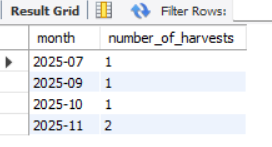 Result Grid Filter Rows:
month number_of_harvests
2025-07 1
2025-09 1
2025-10 1
2025-11 2